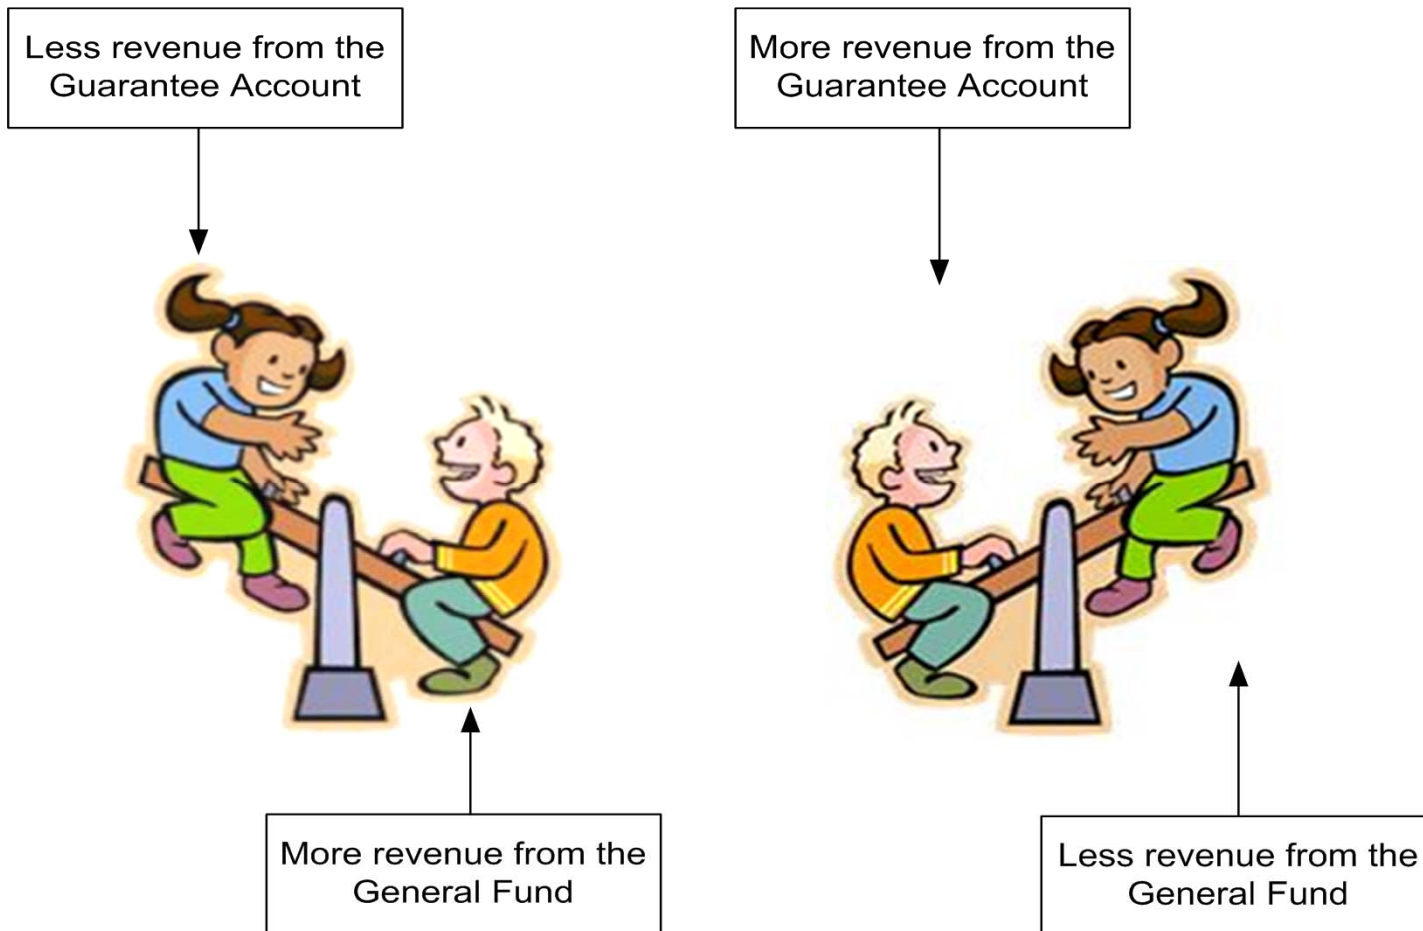 Less revenue from the
Guarantee Account
More revenue from the
Guarantee Account
More revenue from the
General Fund
Less revenue from the
General Fund